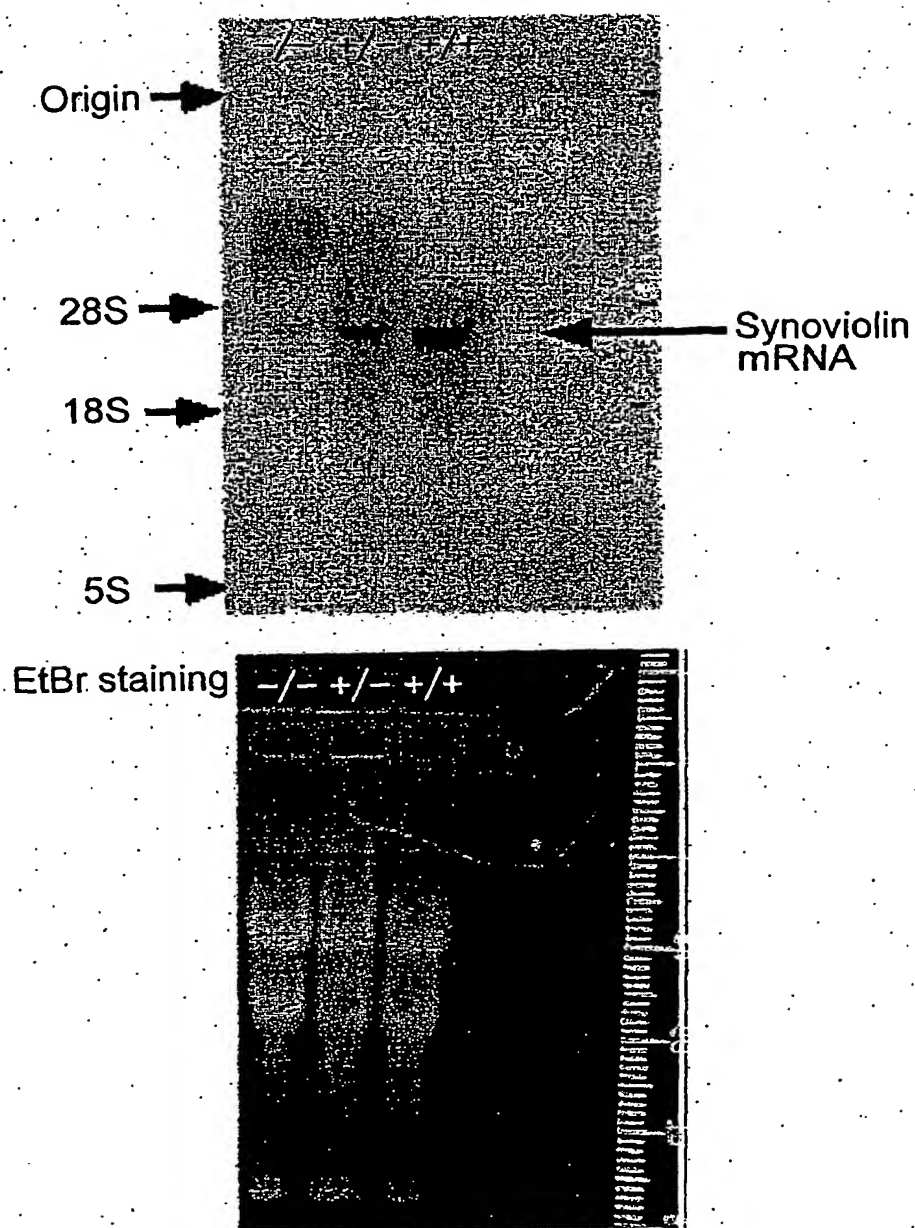 −/− +/− +/+
Origin
28S
Synoviolin
mRNA
18S
5S
EtBr staining
−/− +/− +/+